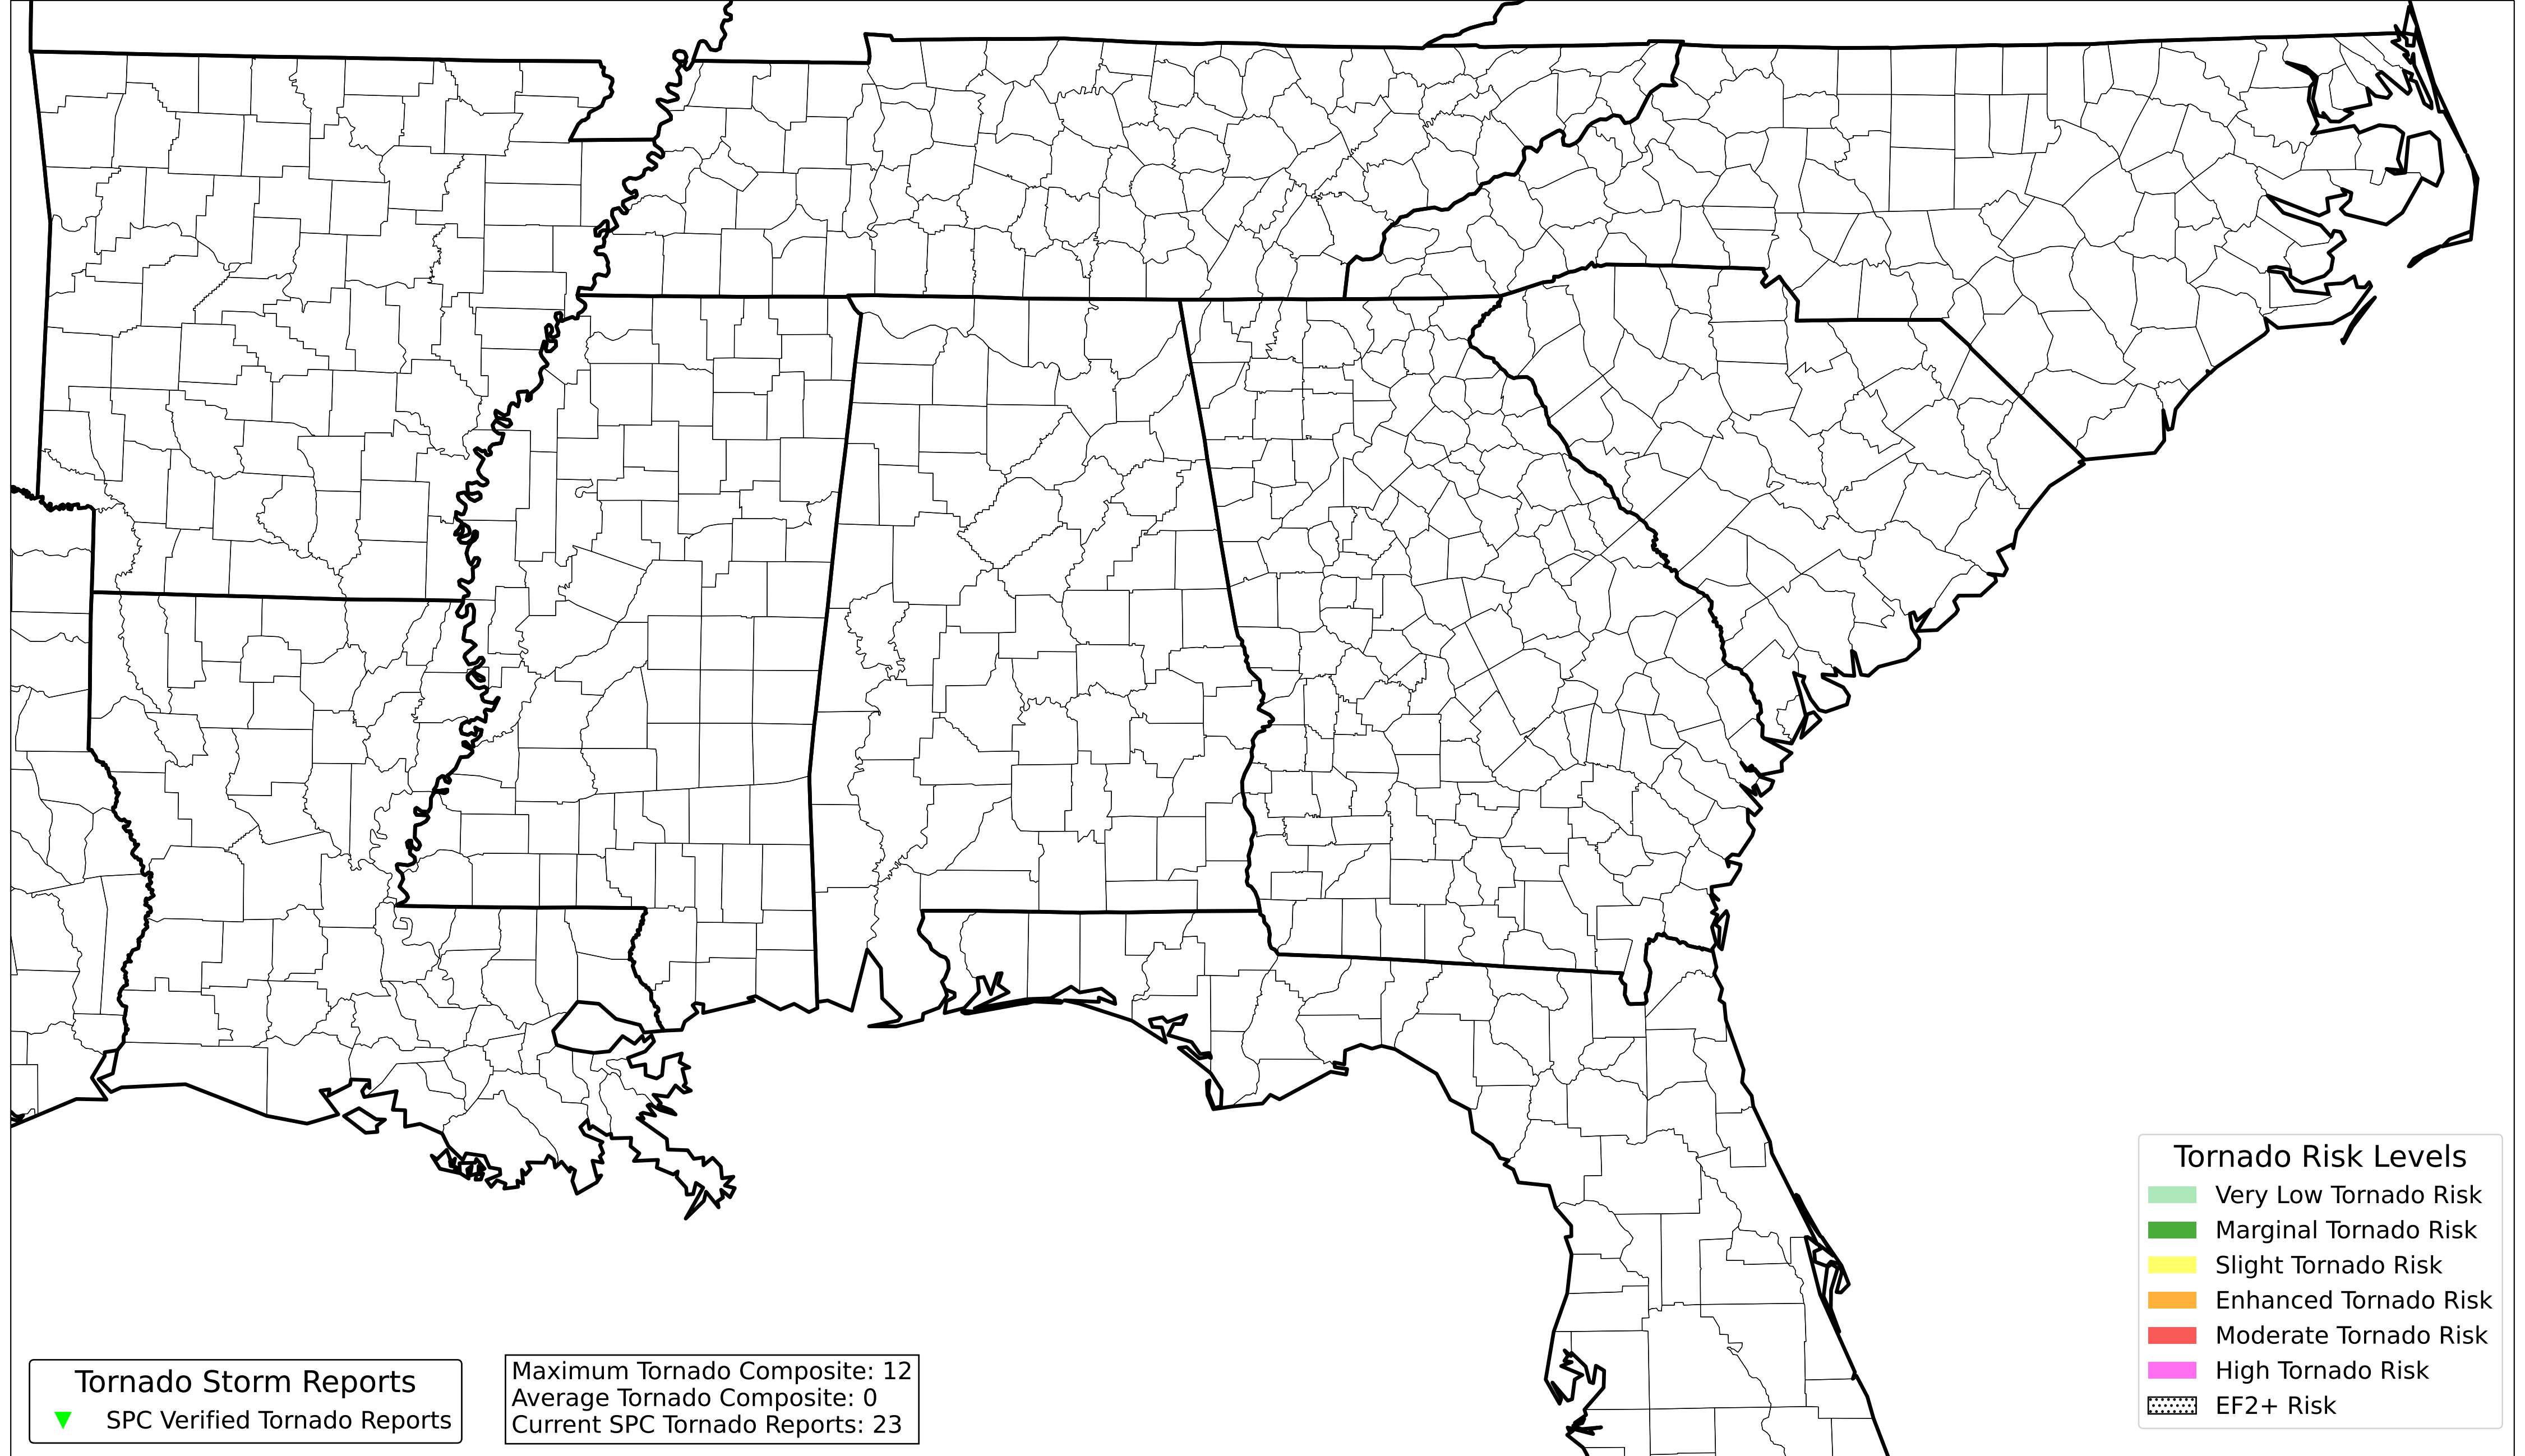 Tornado Storm Reports
SPC Verified Tornado Reports
Maximum Tornado Composite: 12
Average Tornado Composite: 0
Current SPC Tornado Reports: 23
Tornado Risk Levels
Very Low Tornado Risk
Marginal Tornado Risk
Slight Tornado Risk
Enhanced Tornado Risk
Moderate Tornado Risk
High Tornado Risk
EF2+ Risk